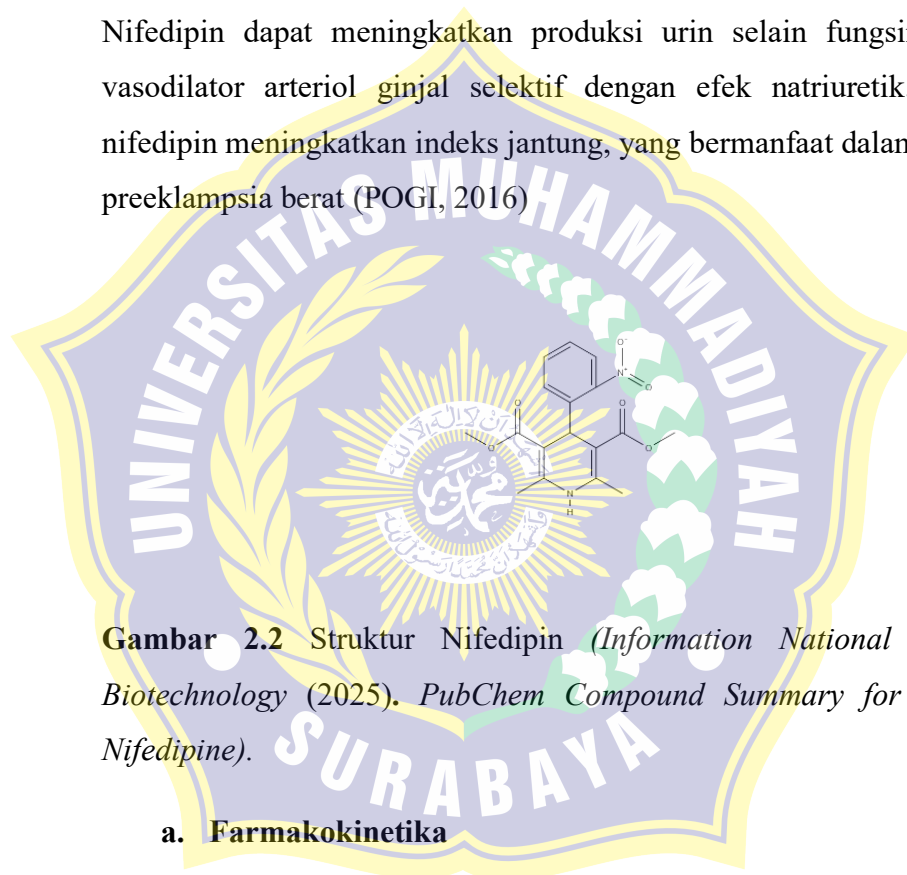 Nifedipin dapat meningkatkan produksi urin selain
vasodilator arteriol ginjal selektif dengan efek natriuretik.
nifedipin meningkatkan indeks jantung, yang bermanfaat
preeklampsia berat (POGI, 2016)
UNIVERSITAS MUHAMMADIYAH
O⁻
N⁺
O
O
O
O
O
N
H
محمد
Gambar 2.2 Struktur Nifedipin (Information National
Biotechnology (2025). PubChem Compound Summary for
Nifedipine).
SURABAYA
a. Farmakokinetika